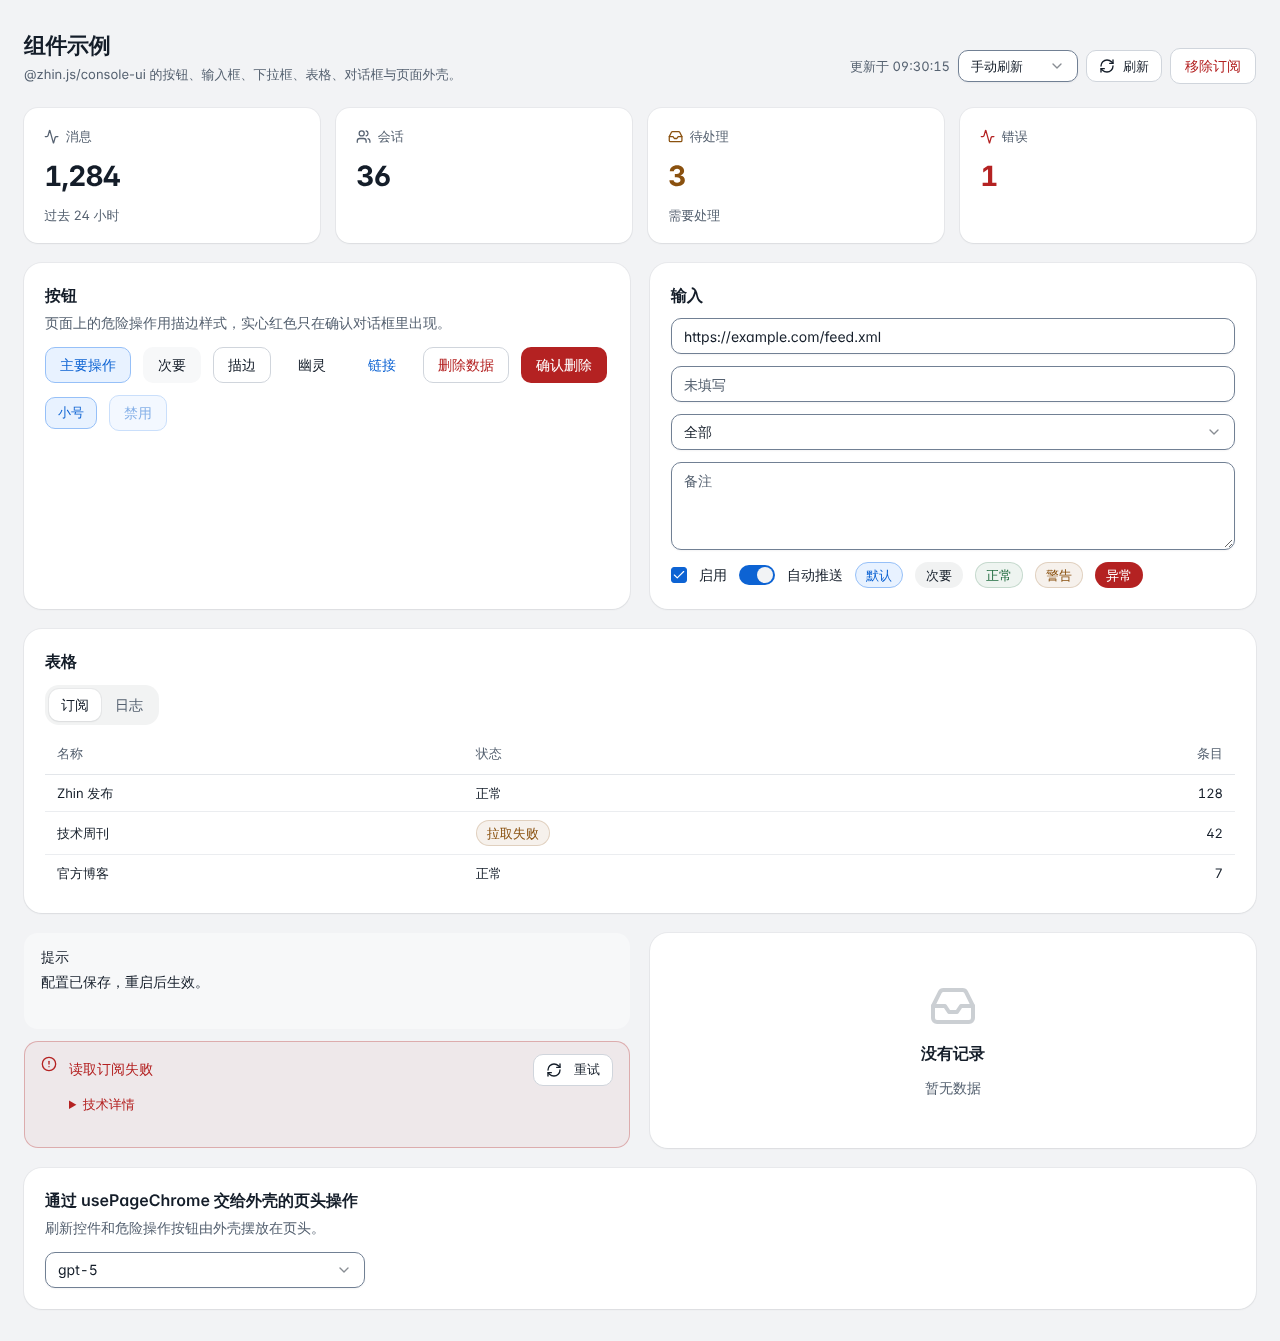 组件示例
@zhin.js/console-ui 的按钮、输入框、下拉框、表格、对话框与页面外壳。
更新于 09:30:15
手动刷新
刷新
移除订阅
消息
1,284
过去 24 小时
会话
36
待处理
3
需要处理
错误
1
按钮
页面上的危险操作用描边样式，实心红色只在确认对话框里出现。
主要操作 次要 描边 幽灵 链接 删除数据 确认删除
小号 禁用
输入
https://example.com/feed.xml
未填写
全部
备注
启用 自动推送 默认 次要 正常 警告 异常
表格
订阅 日志
名称 状态 条目
Zhin 发布 正常 128
技术周刊 拉取失败 42
官方博客 正常 7
提示
配置已保存，重启后生效。
读取订阅失败
重试
技术详情
没有记录
暂无数据
通过 usePageChrome 交给外壳的页头操作
刷新控件和危险操作按钮由外壳摆放在页头。
gpt-5